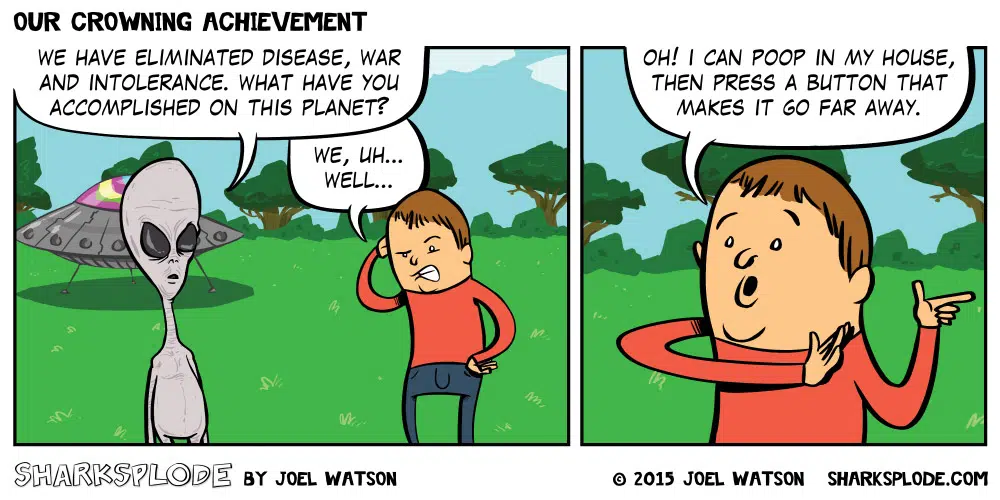 OUR CROWNING ACHIEVEMENT
WE HAVE ELIMINATED DISEASE, WAR
AND INTOLERANCE. WHAT HAVE YOU
ACCOMPLISHED ON THIS PLANET?
WE, UH...
WELL...
OH! I CAN POOP IN MY HOUSE,
THEN PRESS A BUTTON THAT
MAKES IT GO FAR AWAY.
SHARKSPLODE BY JOEL WATSON
© 2015 JOEL WATSON SHARKSPLODE.COM